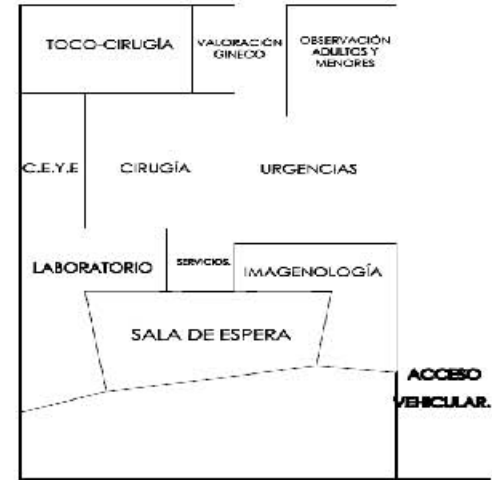 TOCO-CIRUGÍA
VALORACIÓN
GINECO
OBSERVACIÓN
ADULTOS Y
MENORES
C.E.Y.E
CIRUGÍA
URGENCIAS
LABORATORIO
SERVICIOS.
IMAGENOLOGÍA
SALA DE ESPERA
ACCESO
VEHICULAR.